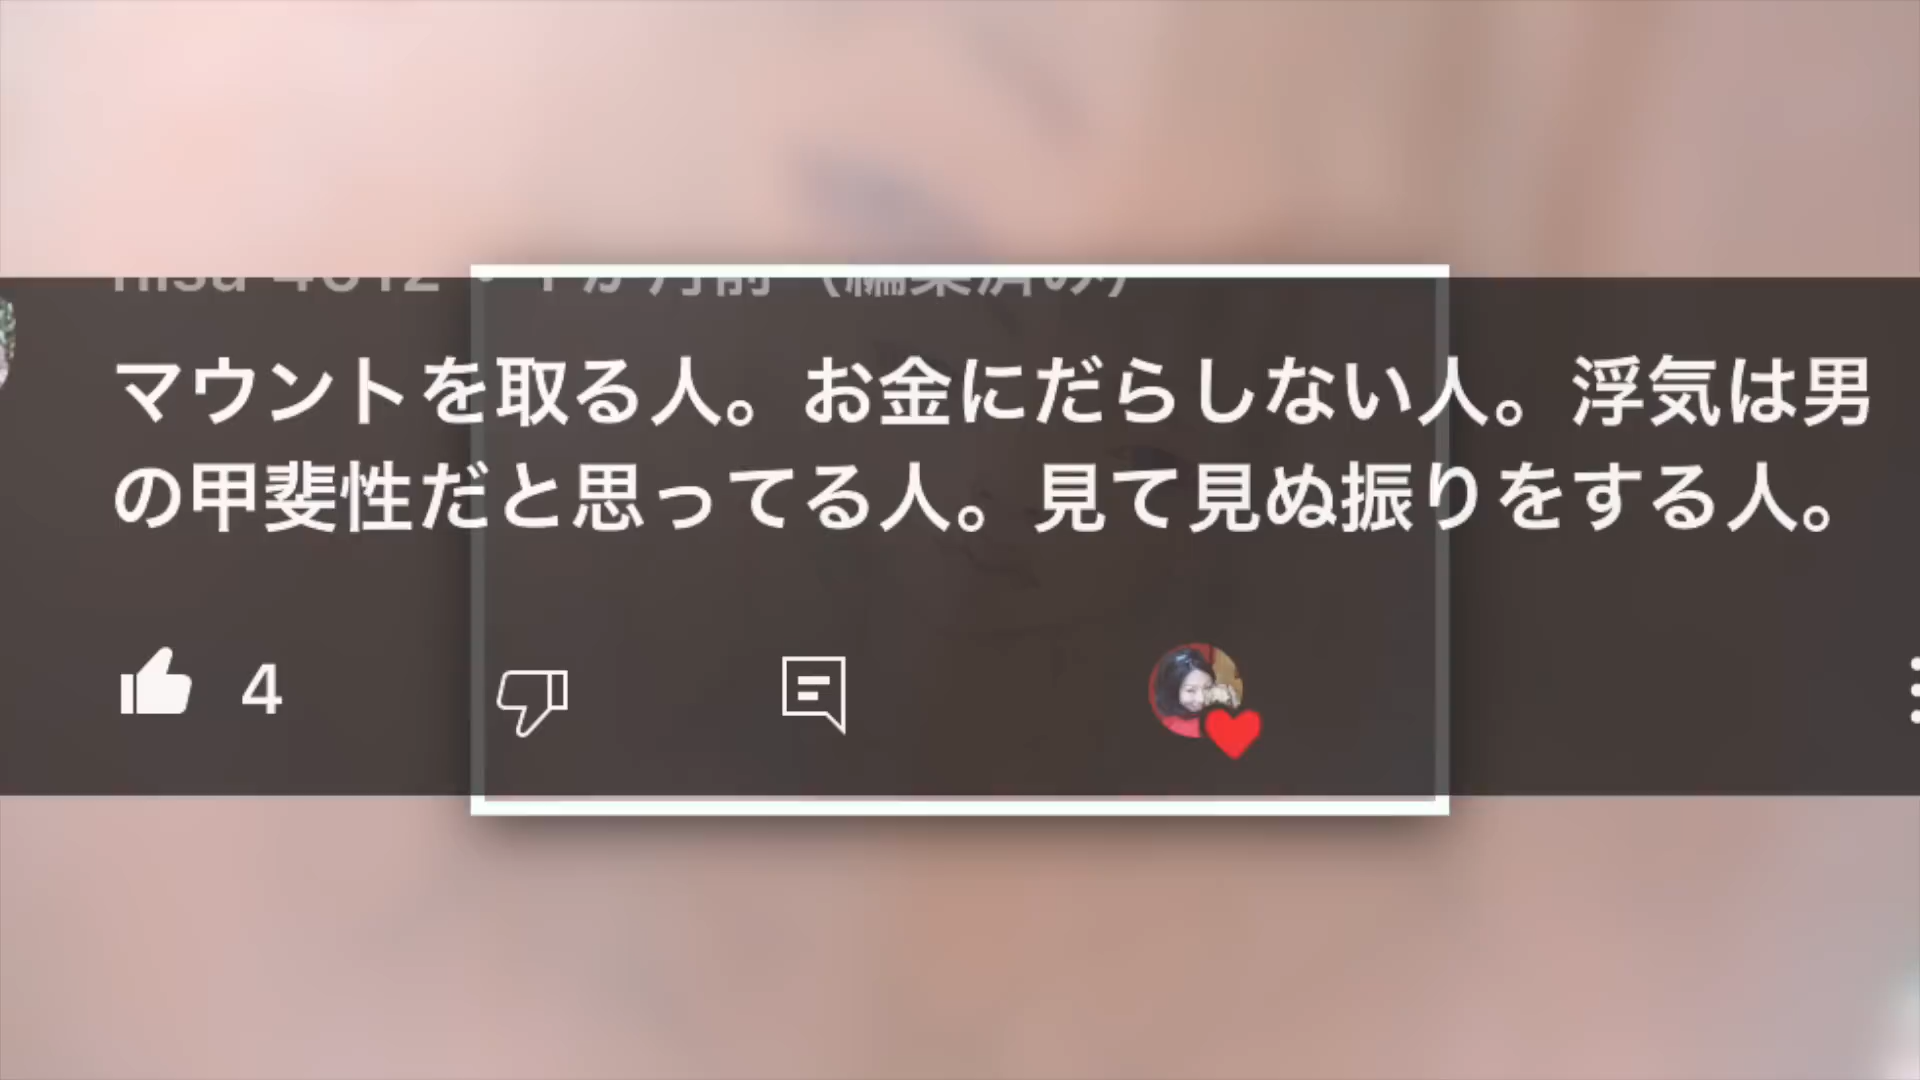 マウントを取る人。お金にだらしない人。浮気は男
の甲斐性だと思ってる人。見て見ぬ振りをする人。
4